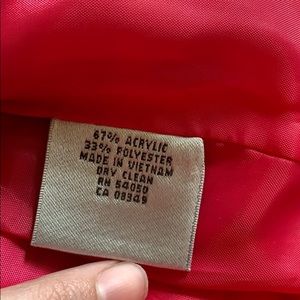 67% ACRYLIC
33% POLYESTER
MADE IN VIETNAM
DRY CLEAN
RN 54050
CA 08349